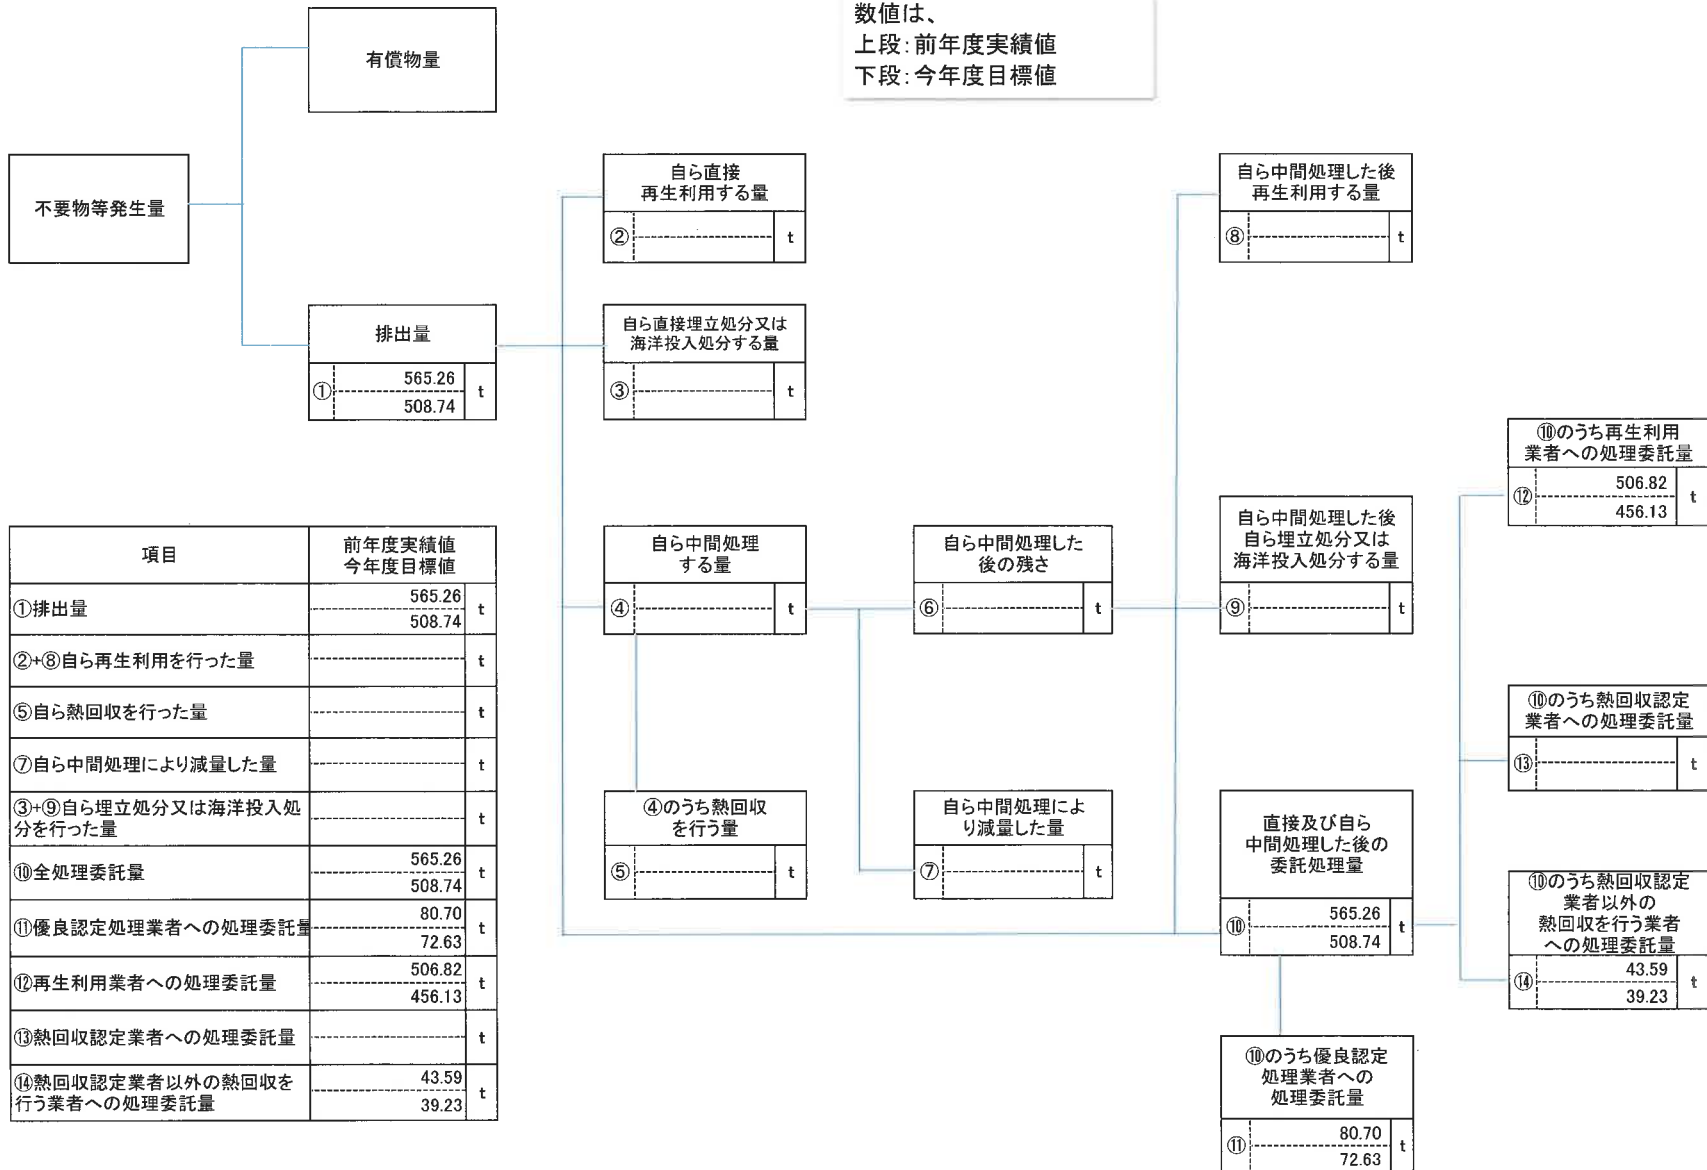 数値は、
上段：前年度実績値
下段：今年度目標値
有償物量
不要物等発生量
排出量
①
565.26
508.74
t
自ら直接
再生利用する量
②
t
自ら直接埋立処分又は
海洋投入処分する量
③
t
自ら中間処理
する量
④
t
④のうち熱回収
を行う量
⑤
t
自ら中間処理した
後の残さ
⑥
t
自ら中間処理によ
り減量した量
⑦
t
自ら中間処理した後
再生利用する量
⑧
t
自ら中間処理した後
自ら埋立処分又は
海洋投入処分する量
⑨
t
直接及び自ら
中間処理した後の
委託処理量
⑩
565.26
508.74
t
⑩のうち優良認定
処理業者への
処理委託量
⑪
80.70
72.63
t
⑩のうち再生利用
業者への処理委託量
⑫
506.82
456.13
t
⑩のうち熱回収認定
業者への処理委託量
⑬
t
⑩のうち熱回収認定
業者以外の
熱回収を行う業者
への処理委託量
⑭
43.59
39.23
t
項目
前年度実績値
今年度目標値
①排出量
565.26
508.74
t
②+⑧自ら再生利用を行った量
t
⑤自ら熱回収を行った量
t
⑦自ら中間処理により減量した量
t
③+⑨自ら埋立処分又は海洋投入処
分を行った量
t
⑩全処理委託量
565.26
508.74
t
⑪優良認定処理業者への処理委託量
80.70
72.63
t
⑫再生利用業者への処理委託量
506.82
456.13
t
⑬熱回収認定業者への処理委託量
t
⑭熱回収認定業者以外の熱回収を
行う業者への処理委託量
43.59
39.23
t